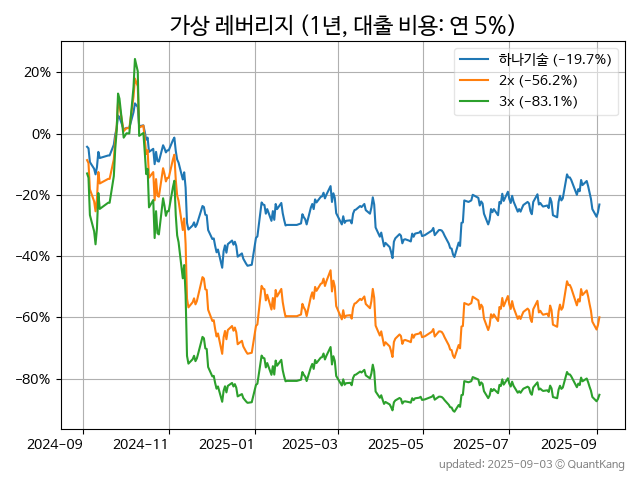 가상 레버리지 (1년, 대출 비용: 연 5%)
하나기술 (−19.7%)
2x (−56.2%)
3x (−83.1%)
20%
0%
−20%
−40%
−60%
−80%
2024-09 2024-11 2025-01 2025-03 2025-05 2025-07 2025-09
updated: 2025-09-03 © QuantKang